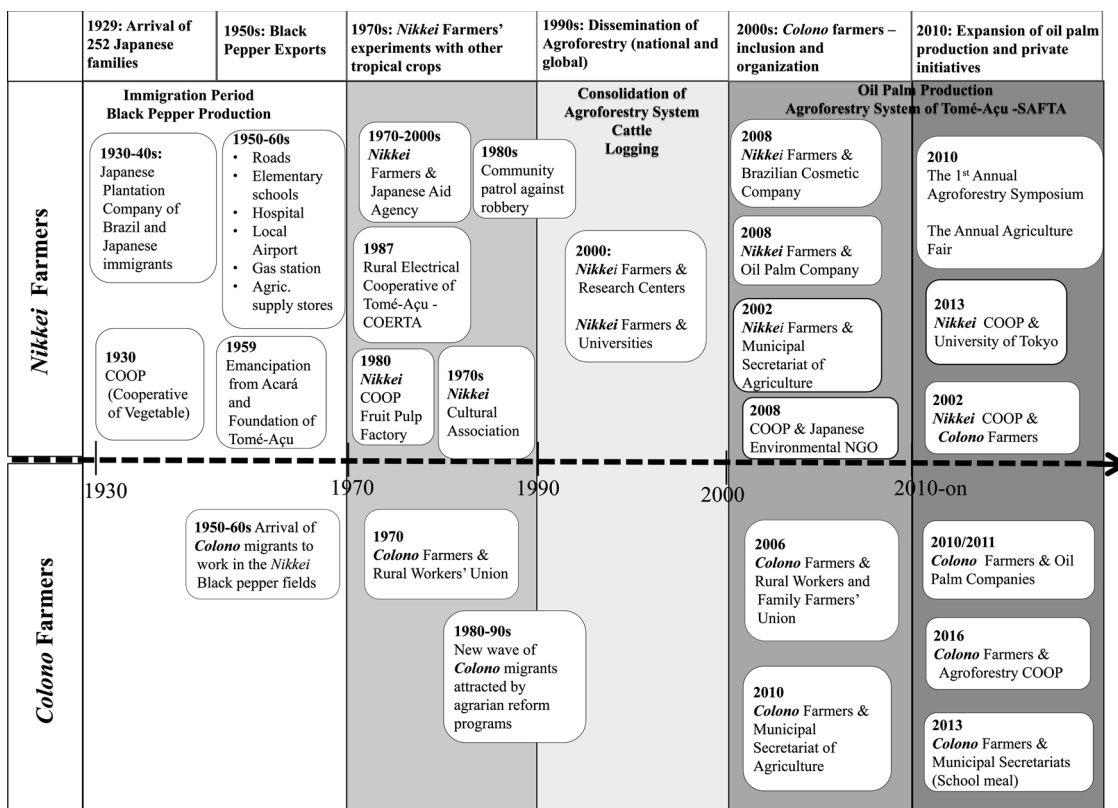 1929: Arrival of
252 Japanese
families
1950s: Black
Pepper Exports
1970s: Nikkei Farmers'
experiments with other
tropical crops
1990s: Dissemination of
Agroforestry (national and
global)
2000s: Colono farmers –
inclusion and
organization
2010: Expansion of oil palm
production and private
initiatives
Nikkei Farmers
Immigration Period
Black Pepper Production
Consolidation of
Agroforestry System
Cattle
Logging
Oil Palm Production
Agroforestry System of Tomé-Açu -SAFTA
1930-40s:
Japanese
Plantation
Company of
Brazil and
Japanese
immigrants
1950-60s
• Roads
• Elementary
schools
• Hospital
• Local
Airport
• Gas station
• Agric.
supply stores
1930
COOP
(Cooperative
of Vegetable)
1959
Emancipation
from Acará
and
Foundation of
Tomé-Açu
1970-2000s
Nikkei
Farmers &
Japanese Aid
Agency
1980s
Community
patrol against
robbery
1987
Rural Electrical
Cooperative of
Tomé-Açu -
COERTA
1980
Nikkei
COOP
Fruit Pulp
Factory
1970s
Nikkei
Cultural
Association
2000:
Nikkei Farmers &
Research Centers
Nikkei Farmers &
Universities
2008
Nikkei Farmers &
Brazilian Cosmetic
Company
2008
Nikkei Farmers &
Oil Palm Company
2002
Nikkei Farmers &
Municipal
Secretariat of
Agriculture
2008
COOP & Japanese
Environmental NGO
2010
The 1st Annual
Agroforestry Symposium
The Annual Agriculture
Fair
2013
Nikkei COOP &
University of Tokyo
2002
Nikkei COOP &
Colono Farmers
1930
1970
1990
2000
2010-on
Colono Farmers
1950-60s Arrival of
Colono migrants to
work in the Nikkei
Black pepper fields
1970
Colono Farmers &
Rural Workers' Union
1980-90s
New wave of
Colono migrants
attracted by
agrarian reform
programs
2006
Colono Farmers &
Rural Workers and
Family Farmers'
Union
2010
Colono Farmers &
Municipal
Secretariat of
Agriculture
2010/2011
Colono Farmers & Oil
Palm Companies
2016
Colono Farmers &
Agroforestry COOP
2013
Colono Farmers &
Municipal Secretariats
(School meal)